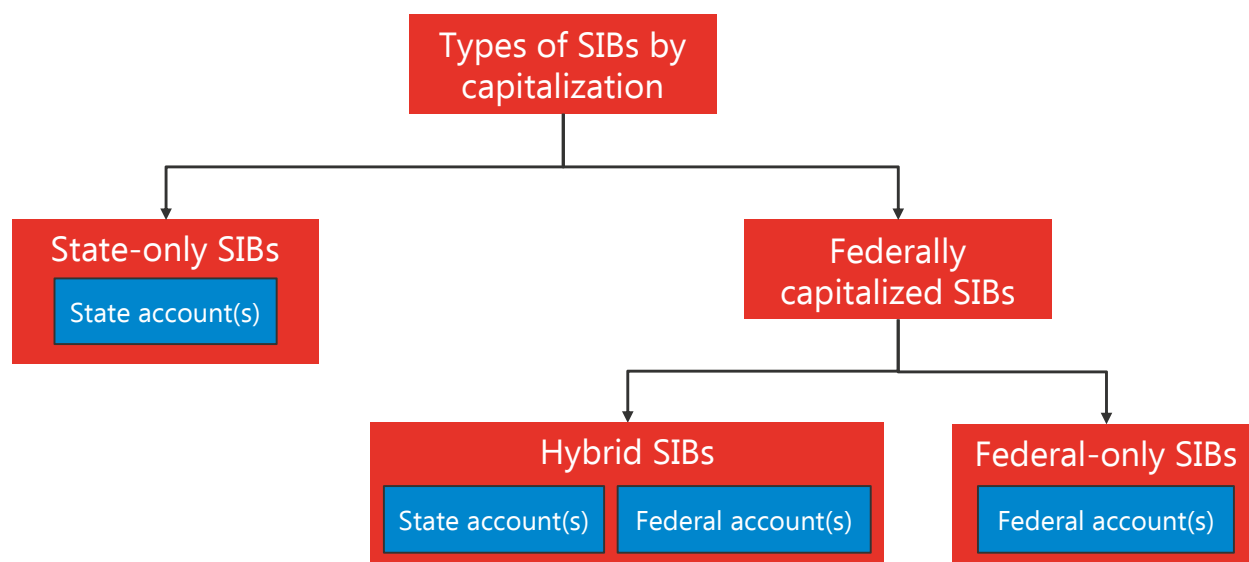 Types of SIBs by
capitalization
State-only SIBs
State account(s)
Federally
capitalized SIBs
Hybrid SIBs
State account(s)
Federal account(s)
Federal-only SIBs
Federal account(s)